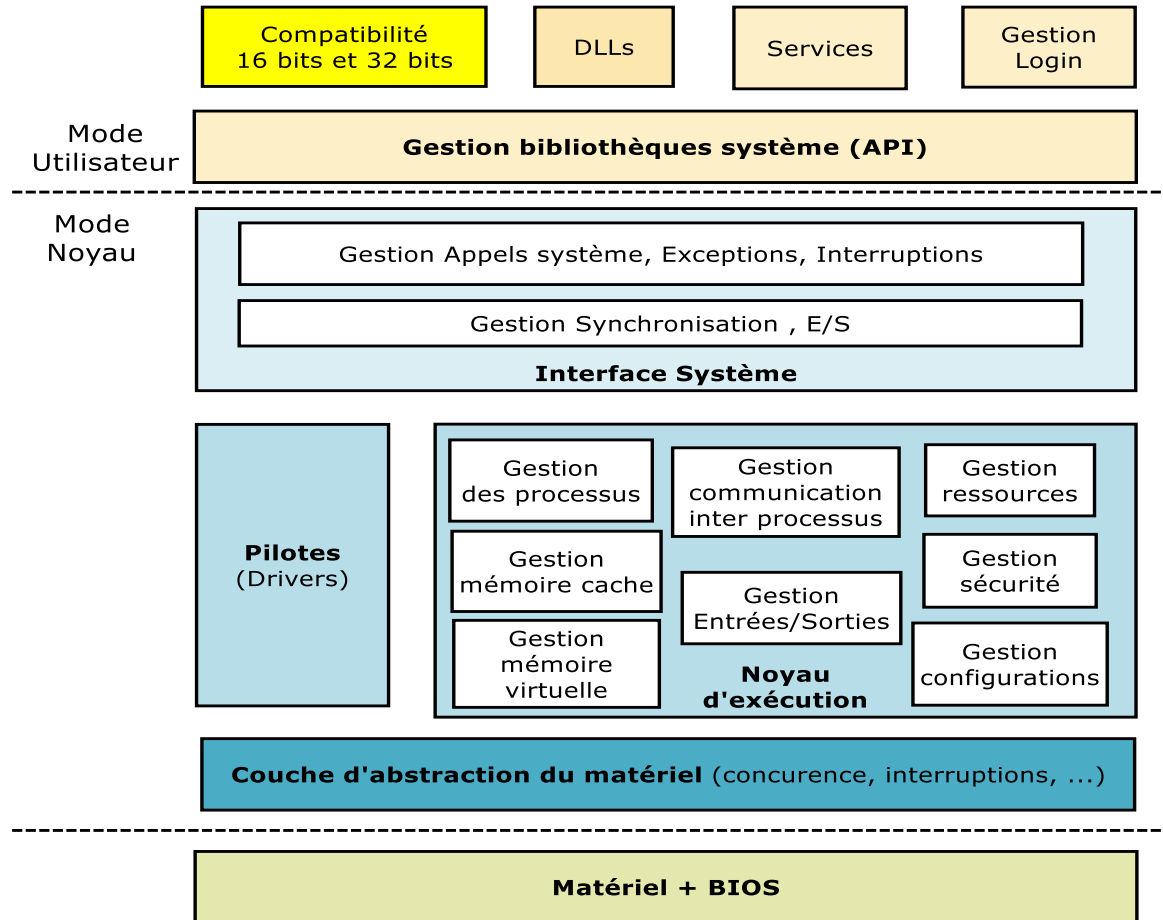 Compatibilité
16 bits et 32 bits
DLLs
Services
Gestion
Login
Mode
Utilisateur
Gestion bibliothèques système (API)
Mode
Noyau
Gestion Appels système, Exceptions, Interruptions
Gestion Synchronisation , E/S
Interface Système
Pilotes
(Drivers)
Gestion
des processus
Gestion
communication
inter processus
Gestion
ressources
Gestion
mémoire cache
Gestion
Entrées/Sorties
Gestion
sécurité
Gestion
mémoire
virtuelle
Gestion
configurations
Noyau
d'exécution
Couche d'abstraction du matériel (concurence, interruptions, ...)
Matériel + BIOS